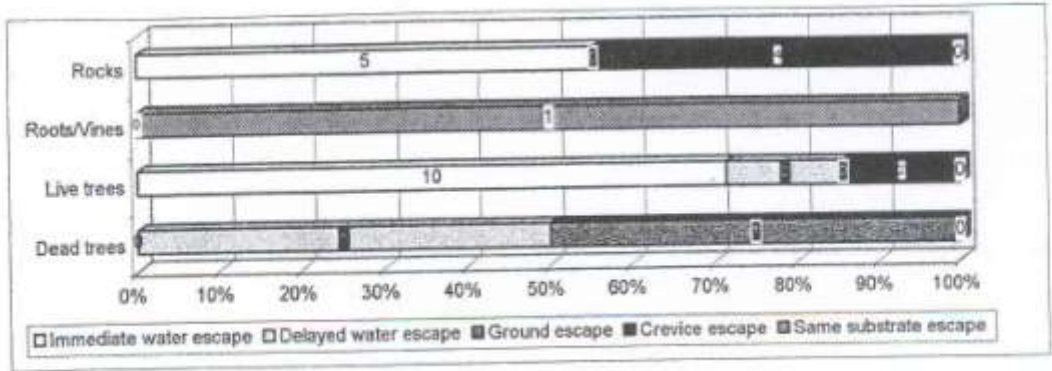 Rocks 5 0
Roots/Vines 0 1
Live trees 10 0
Dead trees 0
0% 10% 20% 30% 40% 50% 60% 70% 80% 90% 100%
Immediate water escape Delayed water escape Ground escape Crevice escape Same substrate escape